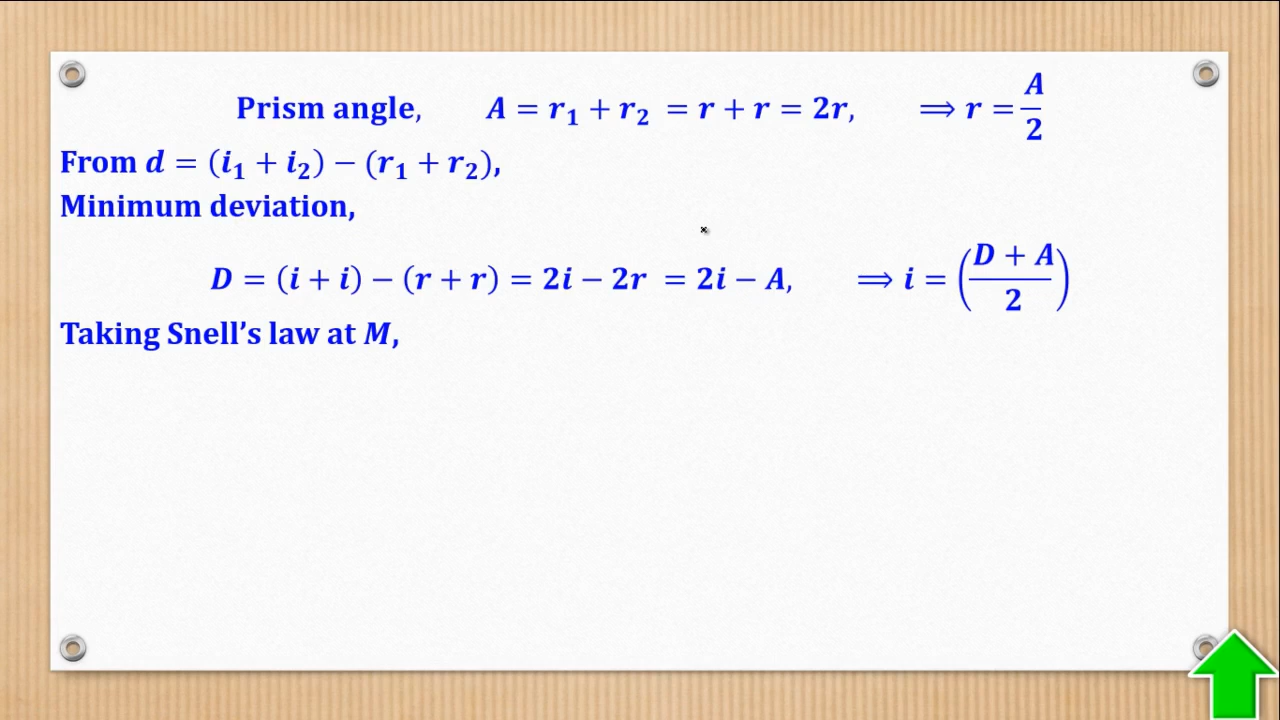 Prism angle, A = r₁ + r₂ = r + r = 2r, ⟹ r = A/2
From d = (i₁ + i₂) − (r₁ + r₂),
Minimum deviation,
D = (i + i) − (r + r) = 2i − 2r = 2i − A, ⟹ i = ((D + A)/2)
Taking Snell’s law at M,